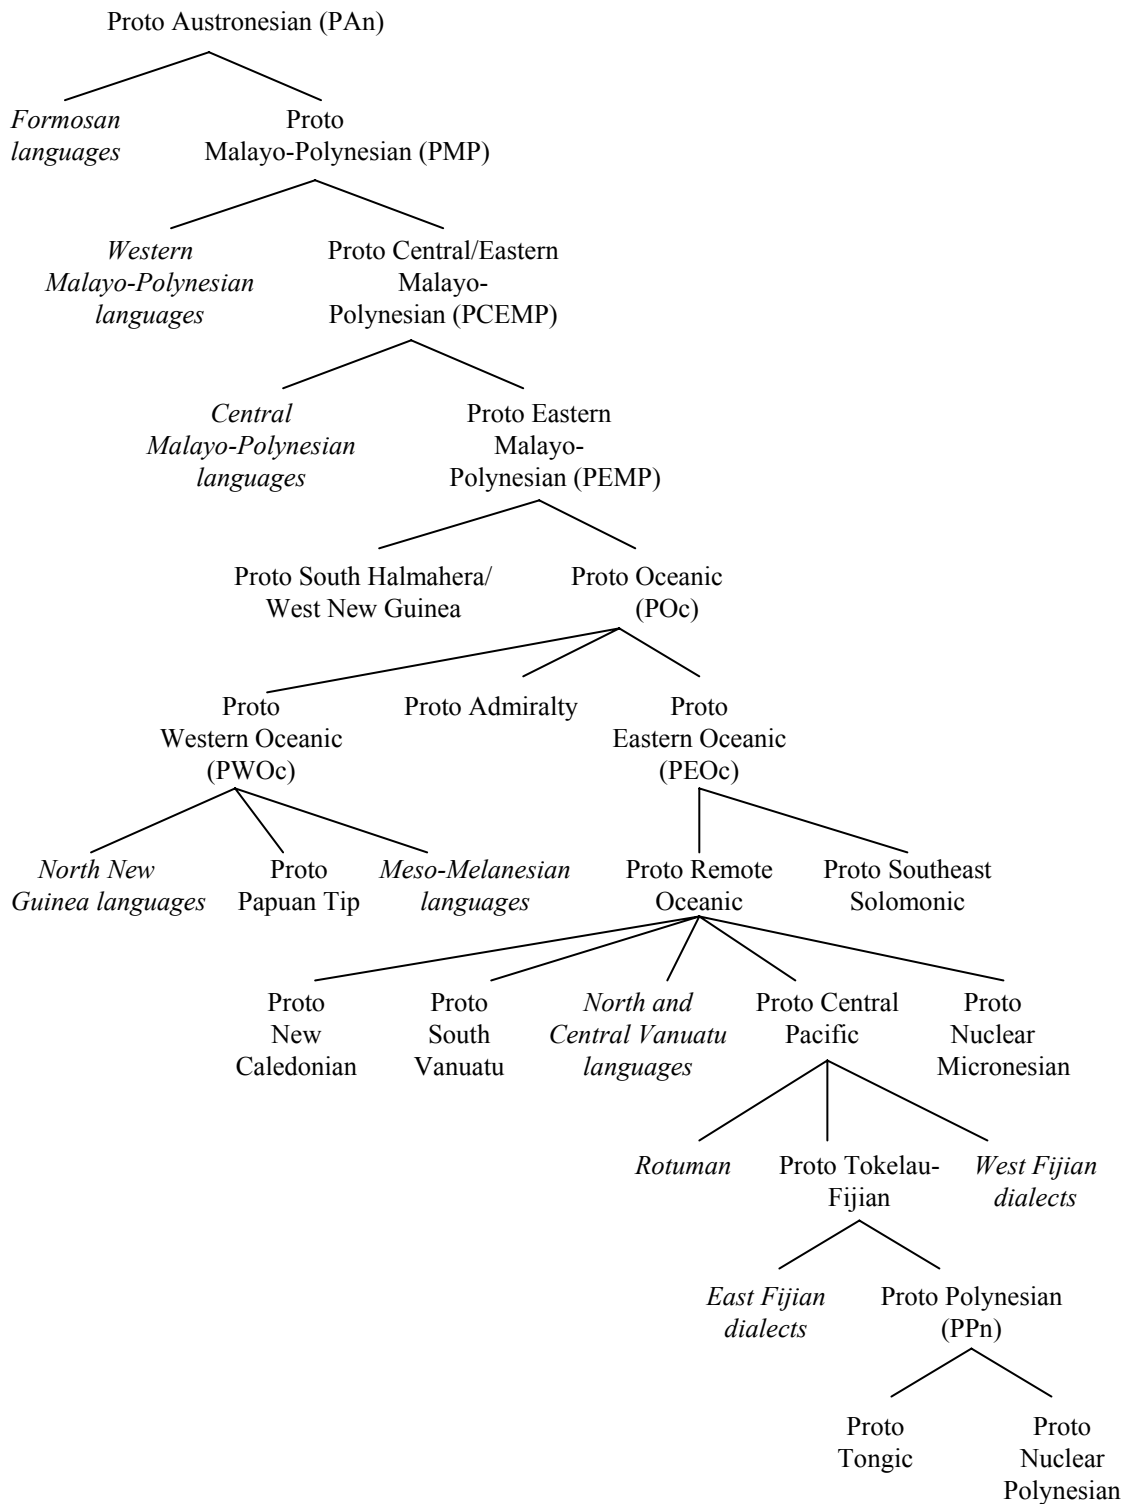 Proto Austronesian (PAn)
Formosan
languages
Proto
Malayo-Polynesian (PMP)
Western
Malayo-Polynesian
languages
Proto Central/Eastern
Malayo-
Polynesian (PCEMP)
Central
Malayo-Polynesian
languages
Proto Eastern
Malayo-
Polynesian (PEMP)
Proto South Halmahera/
West New Guinea
Proto Oceanic
(POc)
Proto
Western Oceanic
(PWOc)
Proto Admiralty
Proto
Eastern Oceanic
(PEOc)
North New
Guinea languages
Proto
Papuan Tip
Meso-Melanesian
languages
Proto Remote
Oceanic
Proto Southeast
Solomonic
Proto
New
Caledonian
Proto
South
Vanuatu
North and
Central Vanuatu
languages
Proto Central
Pacific
Proto
Nuclear
Micronesian
Rotuman
Proto Tokelau-
Fijian
West Fijian
dialects
East Fijian
dialects
Proto Polynesian
(PPn)
Proto
Tongic
Proto
Nuclear
Polynesian